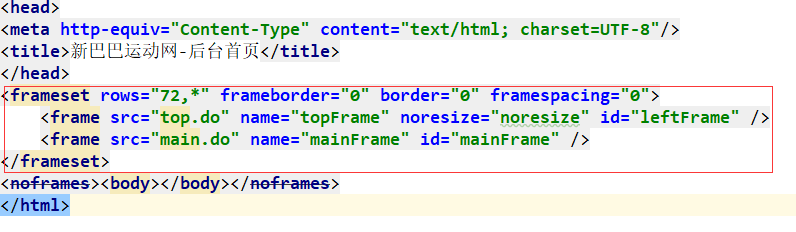 <head>
<meta http-equiv="Content-Type" content="text/html; charset=UTF-8"/>
<title>新巴巴运动网-后台首页</title>
</head>
<frameset rows="72,*" frameborder="0" border="0" framespacing="0">
<frame src="top.do" name="topFrame" noresize="noresize" id="leftFrame" />
<frame src="main.do" name="mainFrame" id="mainFrame" />
</frameset>
<noframes><body></body></noframes>
</html>